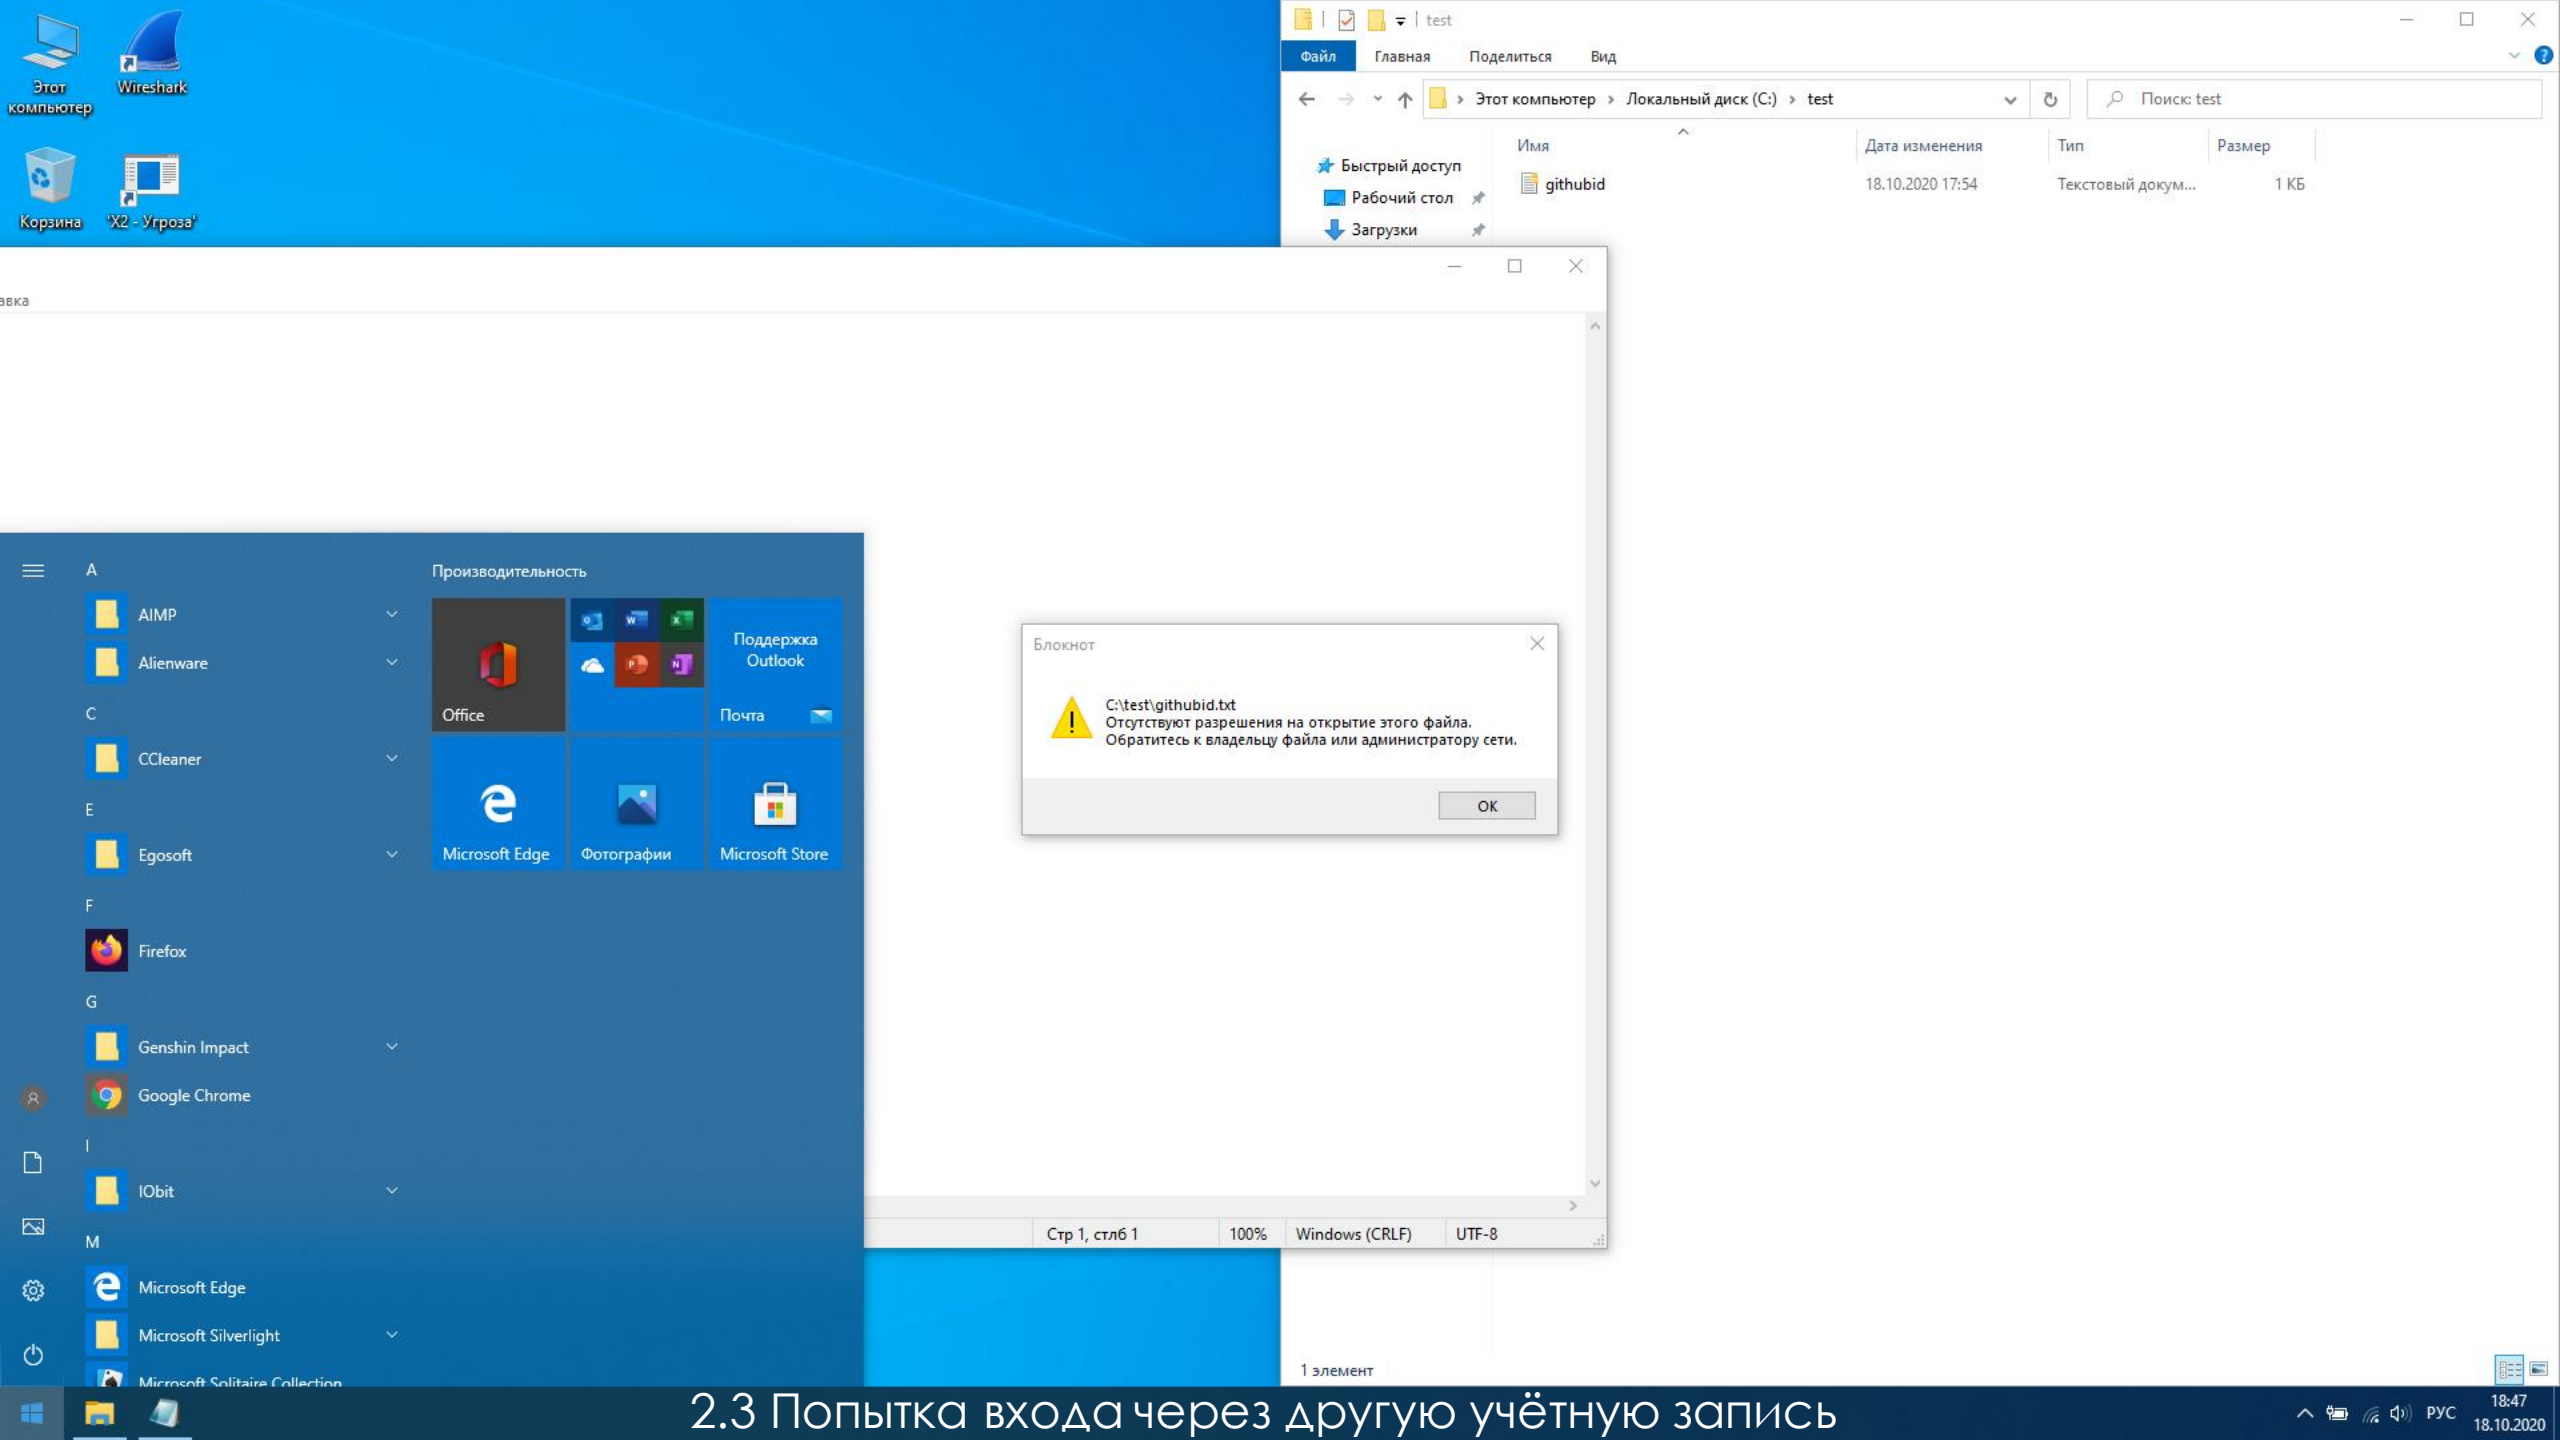 Этот компьютер
Wireshark
Корзина
'X2 - Угроза'
test
Файл Главная Поделиться Вид
Этот компьютер › Локальный диск (C:) › test
Поиск: test
Имя Дата изменения Тип Размер
githubid 18.10.2020 17:54 Текстовый докум... 1 КБ
Быстрый доступ
Рабочий стол
Загрузки
авка
A
AIMP
Alienware
C
CCleaner
E
Egosoft
F
Firefox
G
Genshin Impact
Google Chrome
I
IObit
M
Microsoft Edge
Microsoft Silverlight
Microsoft Solitaire Collection
Производительность
Office
Поддержка
Outlook
Почта
Microsoft Edge
Фотографии
Microsoft Store
Блокнот
C:\test\githubid.txt
Отсутствуют разрешения на открытие этого файла.
Обратитесь к владельцу файла или администратору сети.
ОК
Стр 1, стлб 1 100% Windows (CRLF) UTF-8
1 элемент
2.3 Попытка входа через другую учётную запись
РУС
18:47
18.10.2020